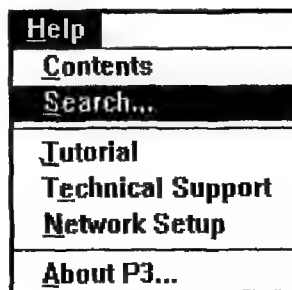 Help
Contents
Search...
Tutorial
Technical Support
Network Setup
About P3...